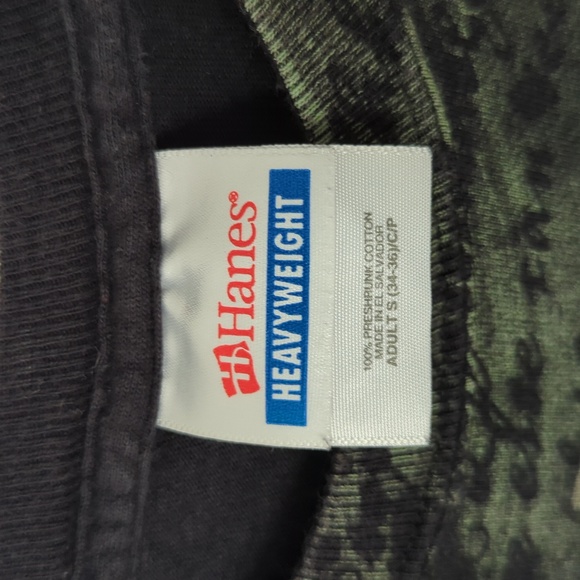 Hanes®
HEAVYWEIGHT
100% PRESHRUNK COTTON
MADE IN EL SALVADOR
ADULT S (34-36)/C/P